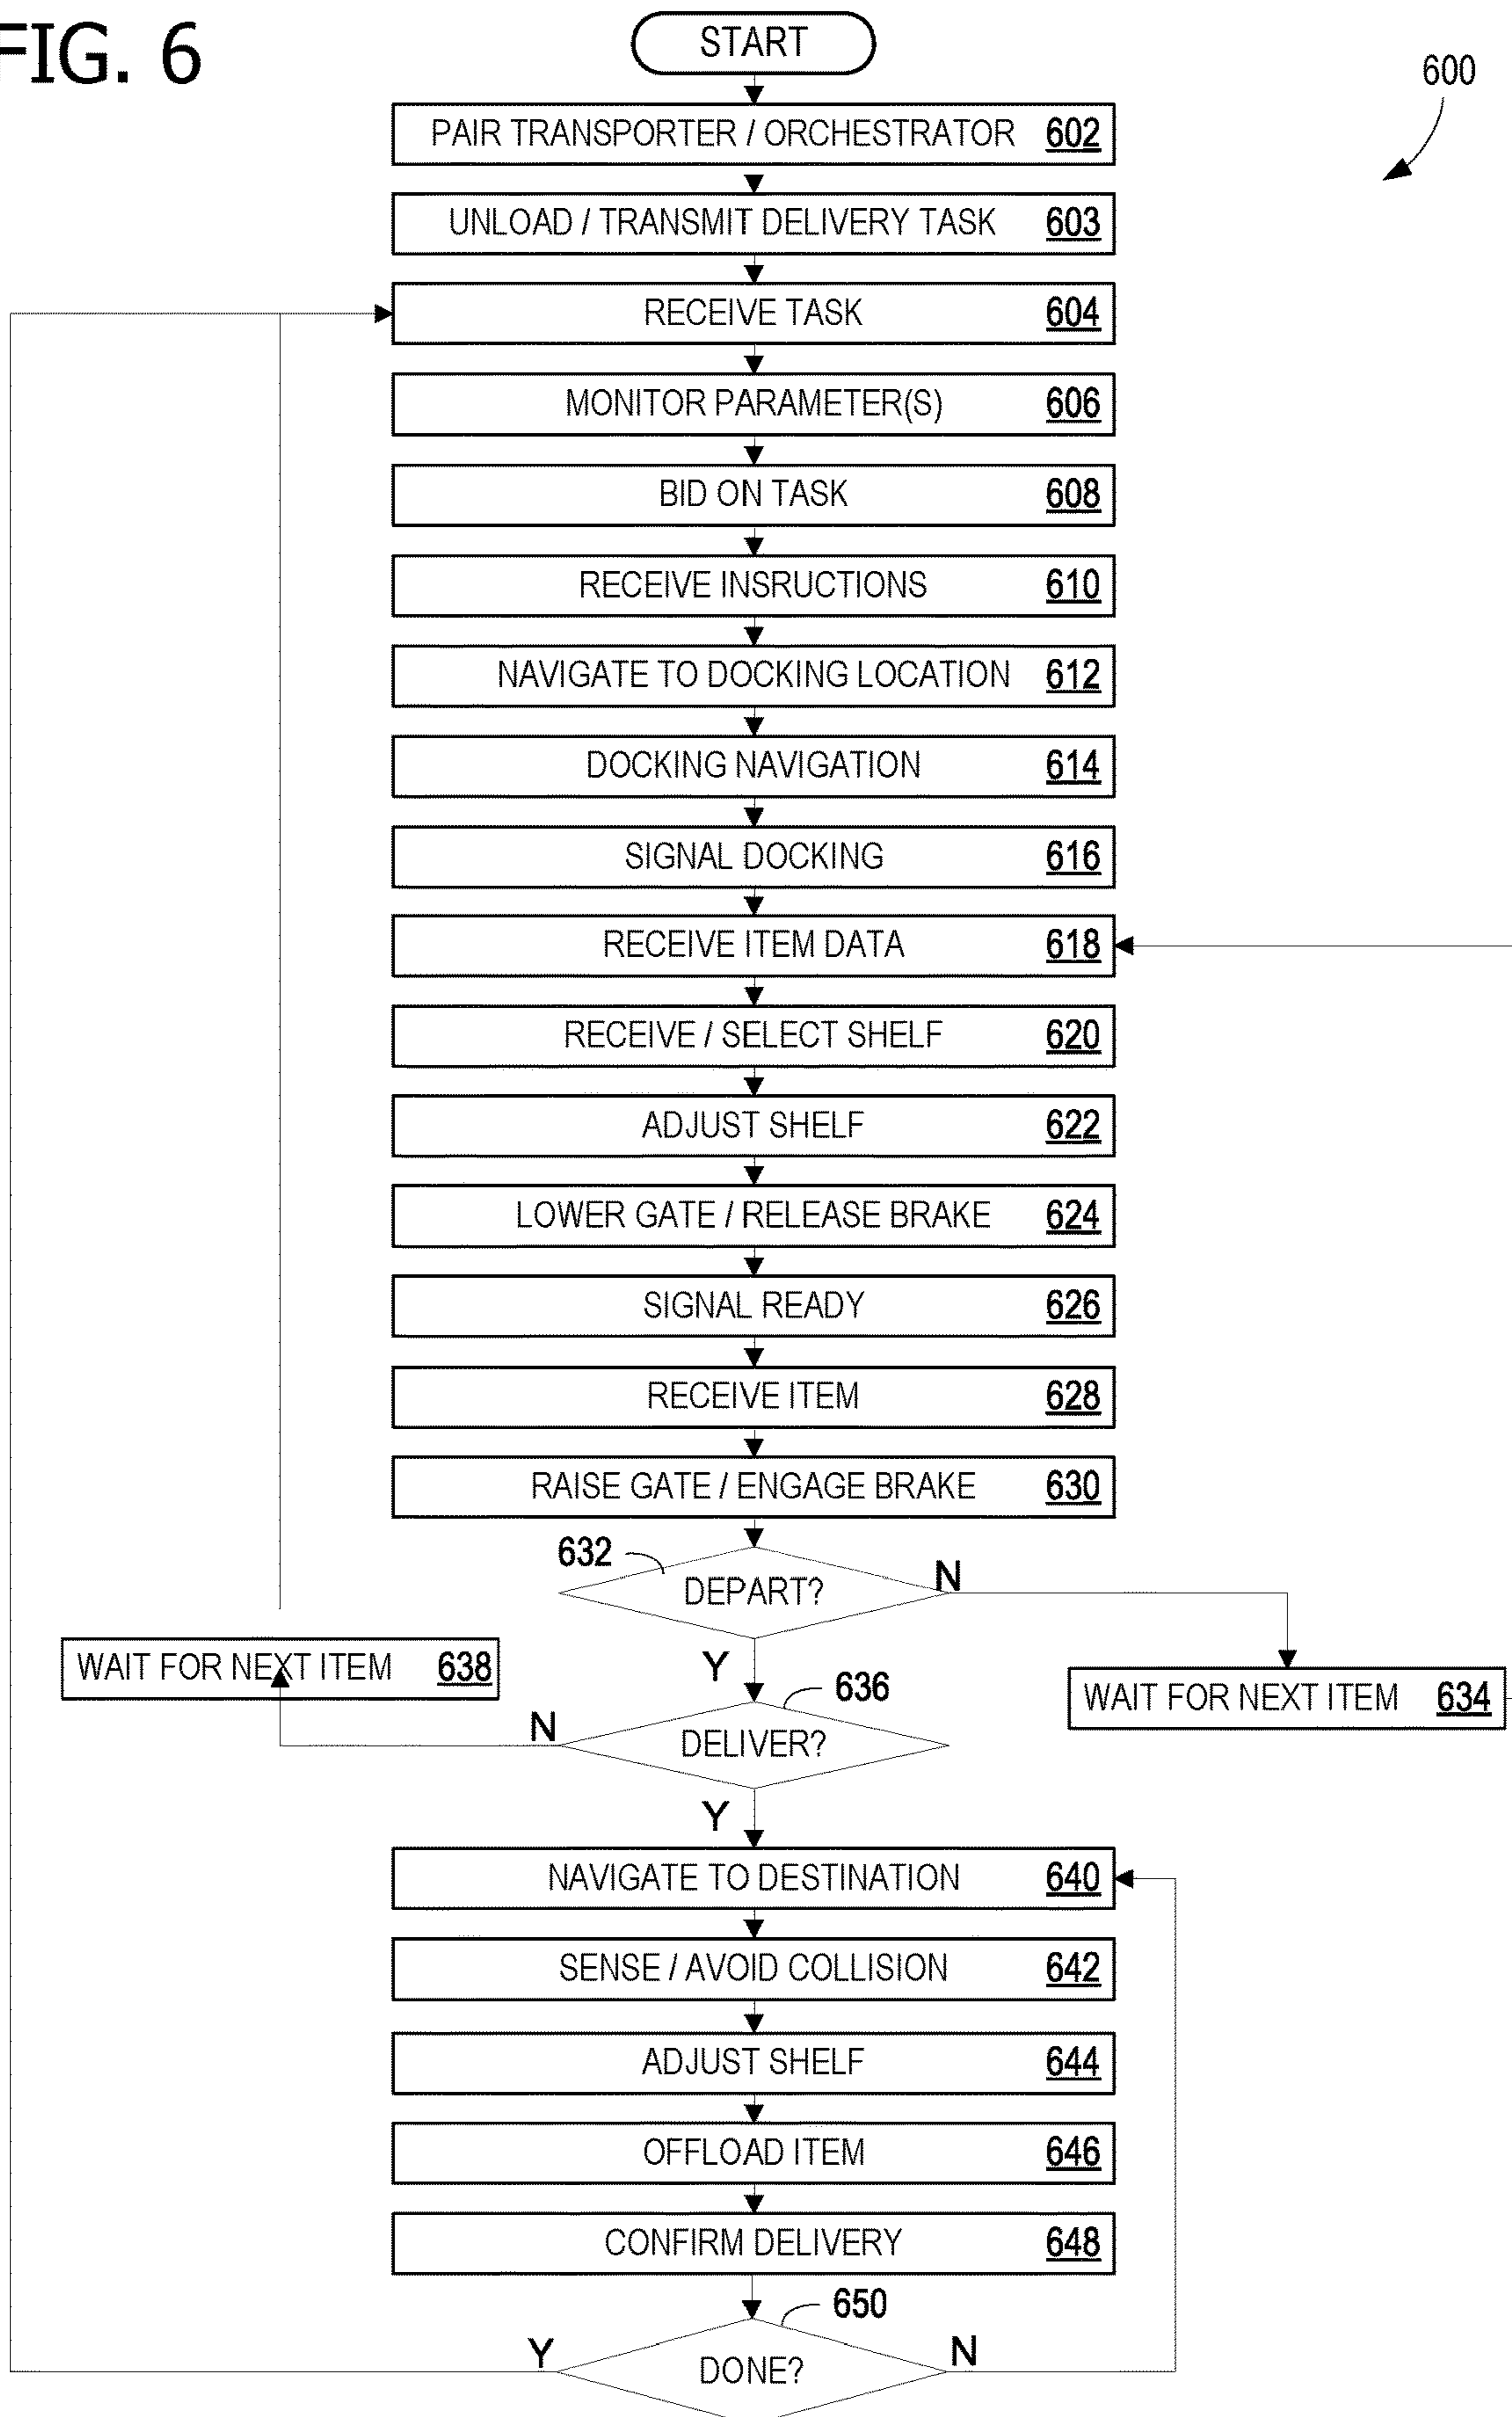 FIG. 6
START
600
PAIR TRANSPORTER / ORCHESTRATOR 602
UNLOAD / TRANSMIT DELIVERY TASK 603
RECEIVE TASK 604
MONITOR PARAMETER(S) 606
BID ON TASK 608
RECEIVE INSRUCTIONS 610
NAVIGATE TO DOCKING LOCATION 612
DOCKING NAVIGATION 614
SIGNAL DOCKING 616
RECEIVE ITEM DATA 618
RECEIVE / SELECT SHELF 620
ADJUST SHELF 622
LOWER GATE / RELEASE BRAKE 624
SIGNAL READY 626
RECEIVE ITEM 628
RAISE GATE / ENGAGE BRAKE 630
632
DEPART?
N
WAIT FOR NEXT ITEM 638
Y
WAIT FOR NEXT ITEM 634
636
N
DELIVER?
Y
NAVIGATE TO DESTINATION 640
SENSE / AVOID COLLISION 642
ADJUST SHELF 644
OFFLOAD ITEM 646
CONFIRM DELIVERY 648
650
Y
DONE?
N